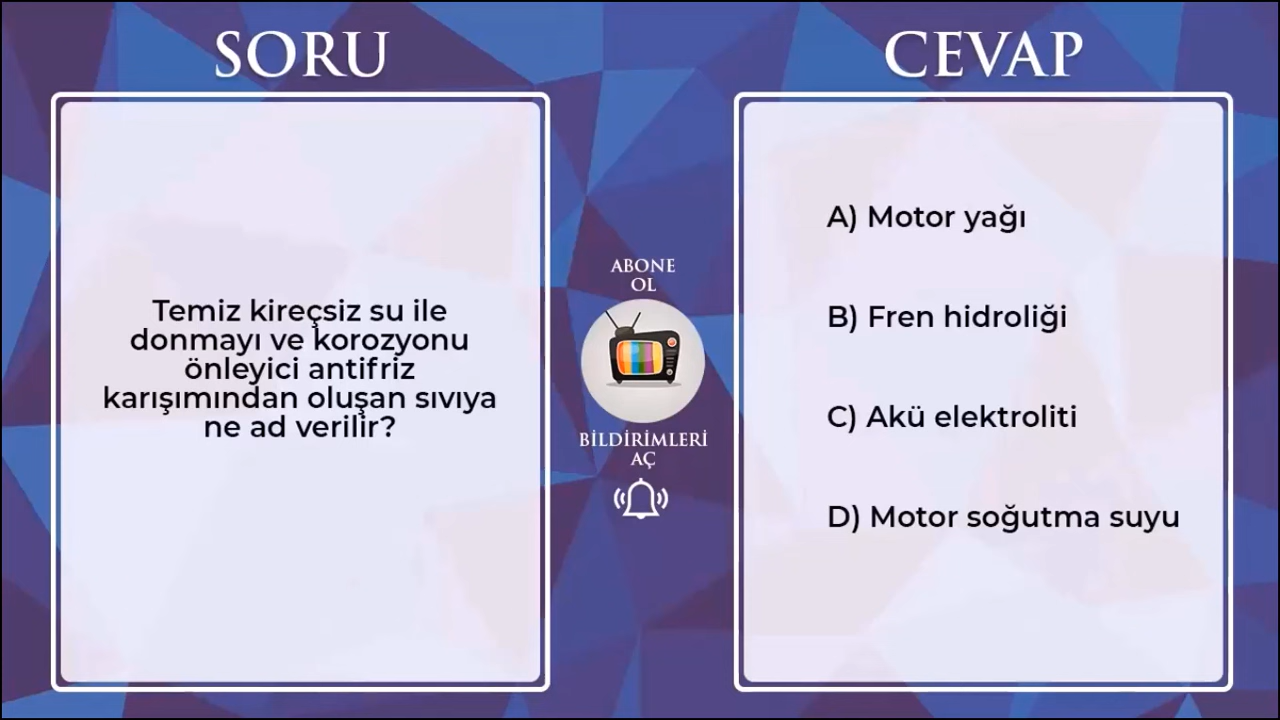 SORU
Temiz kireçsiz su ile
donmayı ve korozyonu
önleyici antifriz
karışımından oluşan sıvıya
ne ad verilir?
ABONE
OL
BİLDİRİMLERİ
AÇ
CEVAP
A) Motor yağı
B) Fren hidroliği
C) Akü elektroliti
D) Motor soğutma suyu